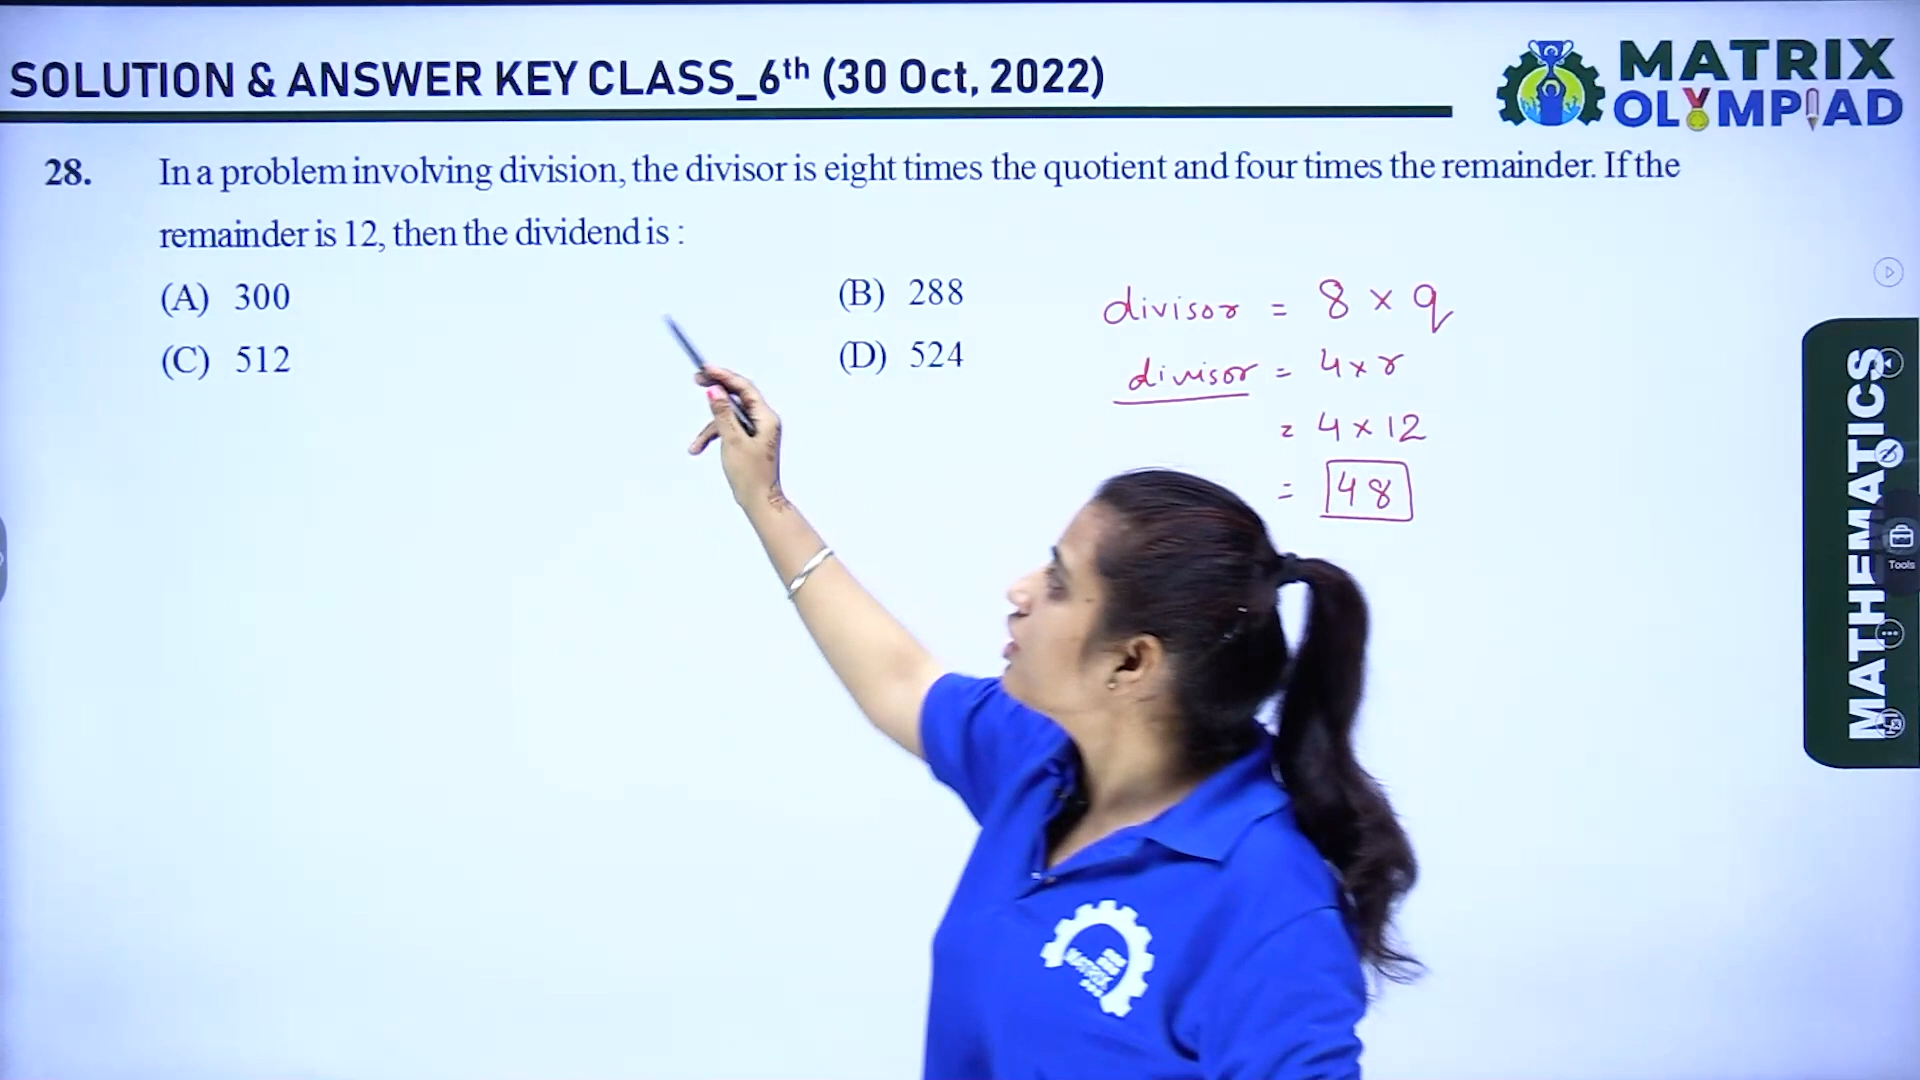 SOLUTION & ANSWER KEY CLASS_6th (30 Oct, 2022)
MATRIX
OLYMPIAD
28. In a problem involving division, the divisor is eight times the quotient and four times the remainder. If the
remainder is 12, then the dividend is :
(A) 300
(B) 288
(C) 512
(D) 524
divisor = 8 × q
divisor = 4 × r
= 4 × 12
= 48
MATHEMATICS
Tools
MATRIX